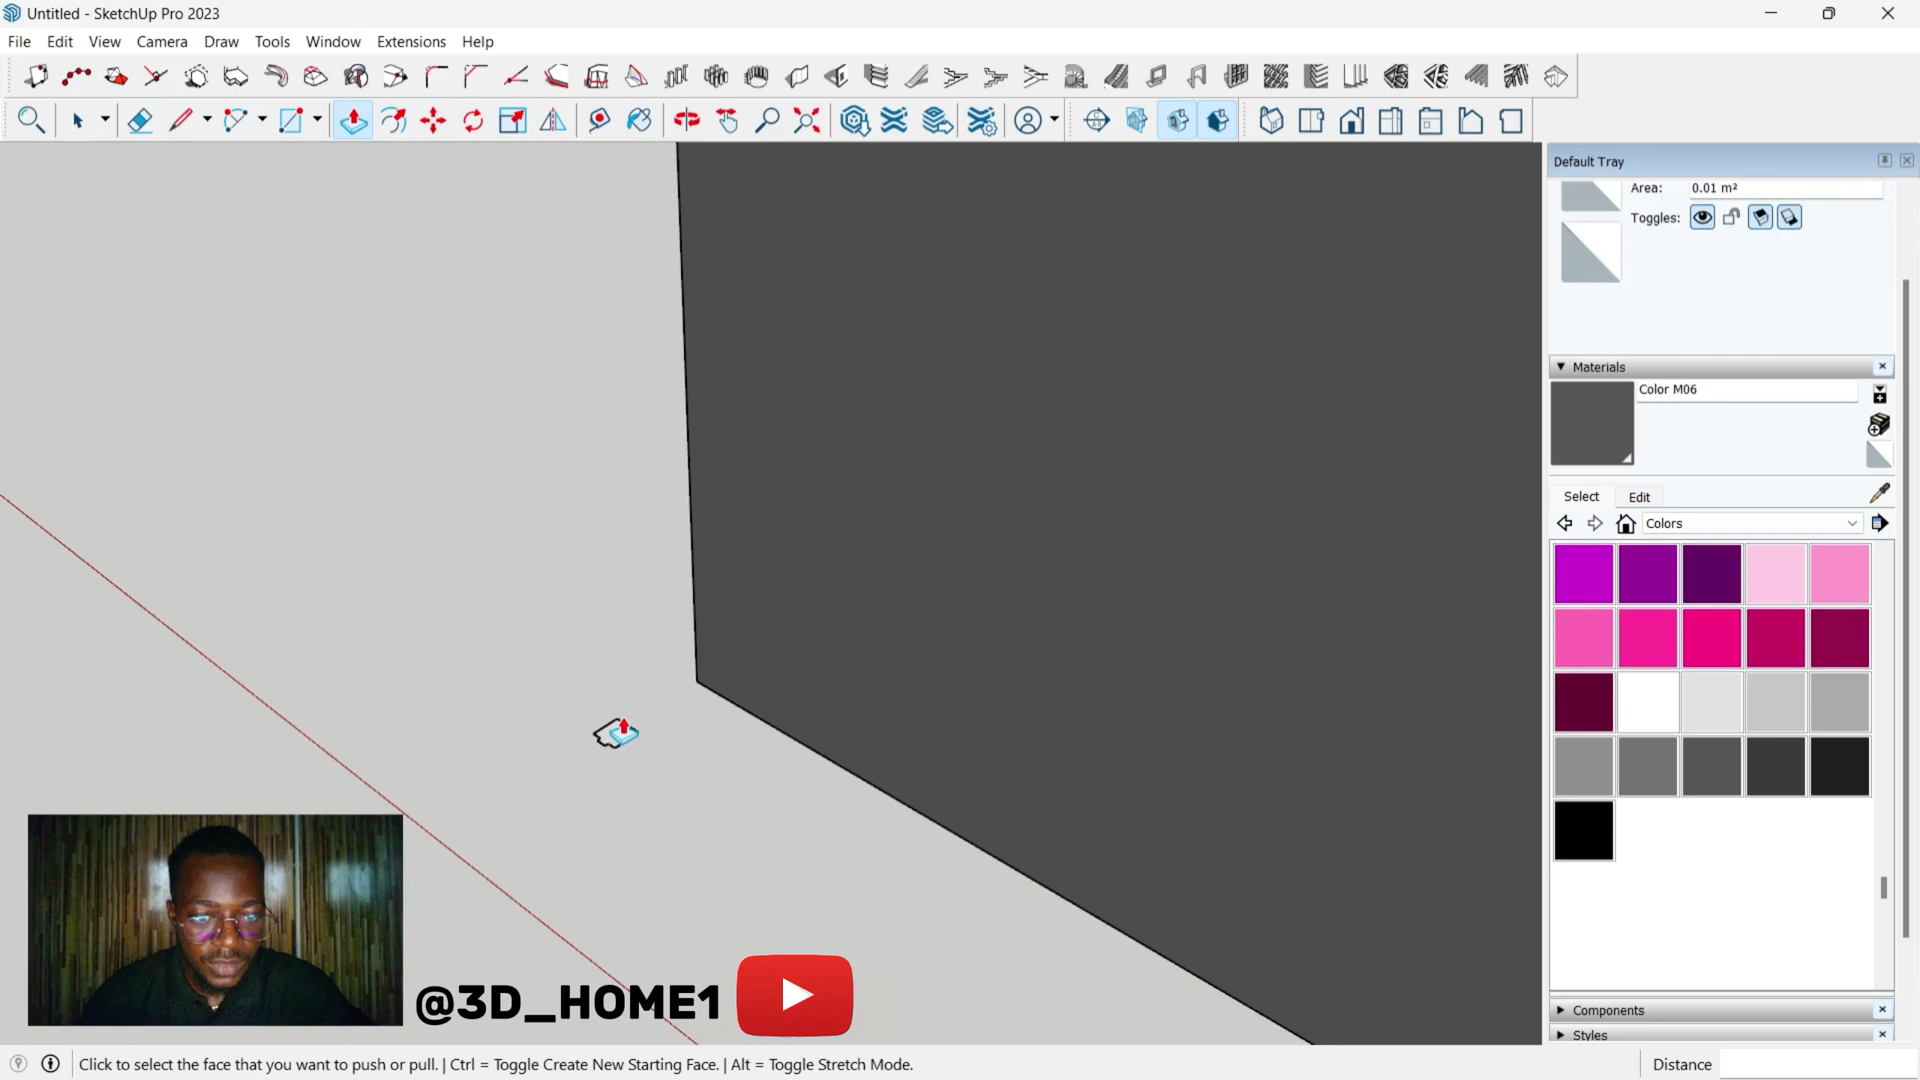 Untitled - SketchUp Pro 2023
File Edit View Camera Draw Tools Window Extensions Help
Default Tray
Area: 0.01 m²
Toggles:
Materials
Color M06
Select Edit
Colors
@3D_HOME1
Components
Styles
Click to select the face that you want to push or pull. | Ctrl = Toggle Create New Starting Face. | Alt = Toggle Stretch Mode.
Distance